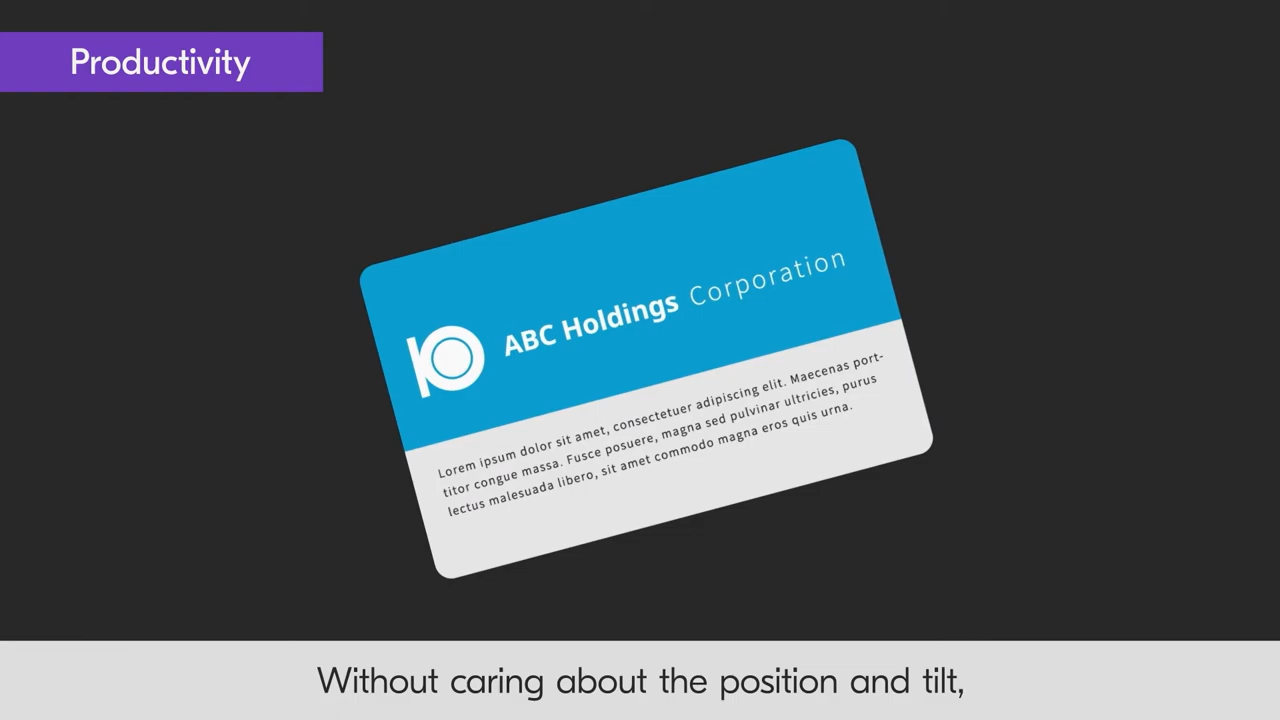 Productivity
ABC Holdings Corporation
Lorem ipsum dolor sit amet, consectetuer adipiscing elit. Maecenas port-
titor congue massa. Fusce posuere, magna sed pulvinar ultricies, purus
lectus malesuada libero, sit amet commodo magna eros quis urna.
Without caring about the position and tilt,